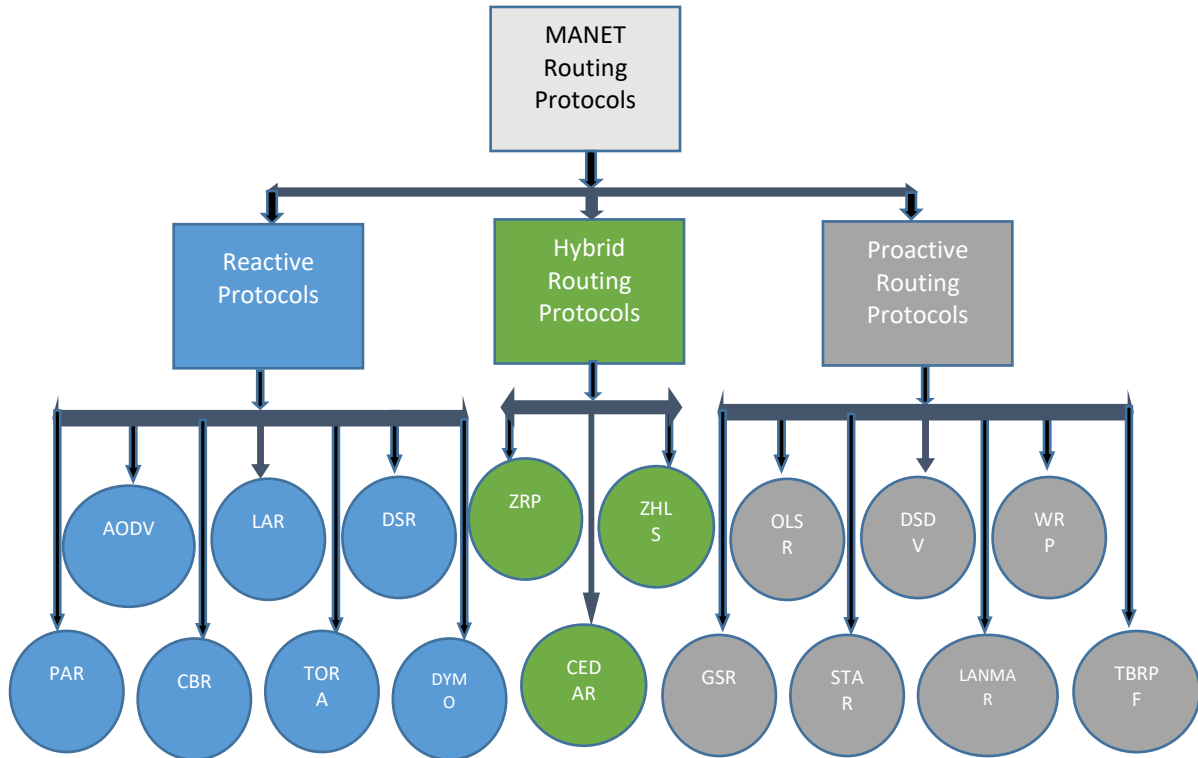 MANET
Routing
Protocols
Reactive
Protocols
Hybrid
Routing
Protocols
Proactive
Routing
Protocols
AODV
LAR
DSR
ZRP
ZHL
S
OLS
R
DSD
V
WR
P
PAR
CBR
TOR
A
DYM
O
CED
AR
GSR
STA
R
LANMA
R
TBRP
F